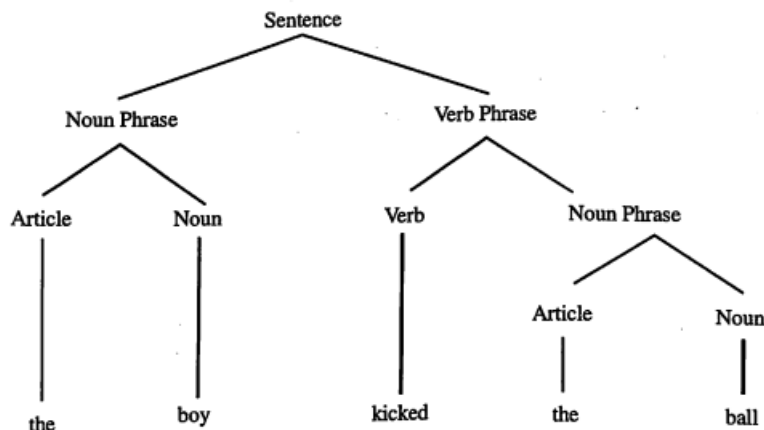 Sentence
Noun Phrase Verb Phrase
Article Noun Verb Noun Phrase
Article Noun
the boy kicked the ball